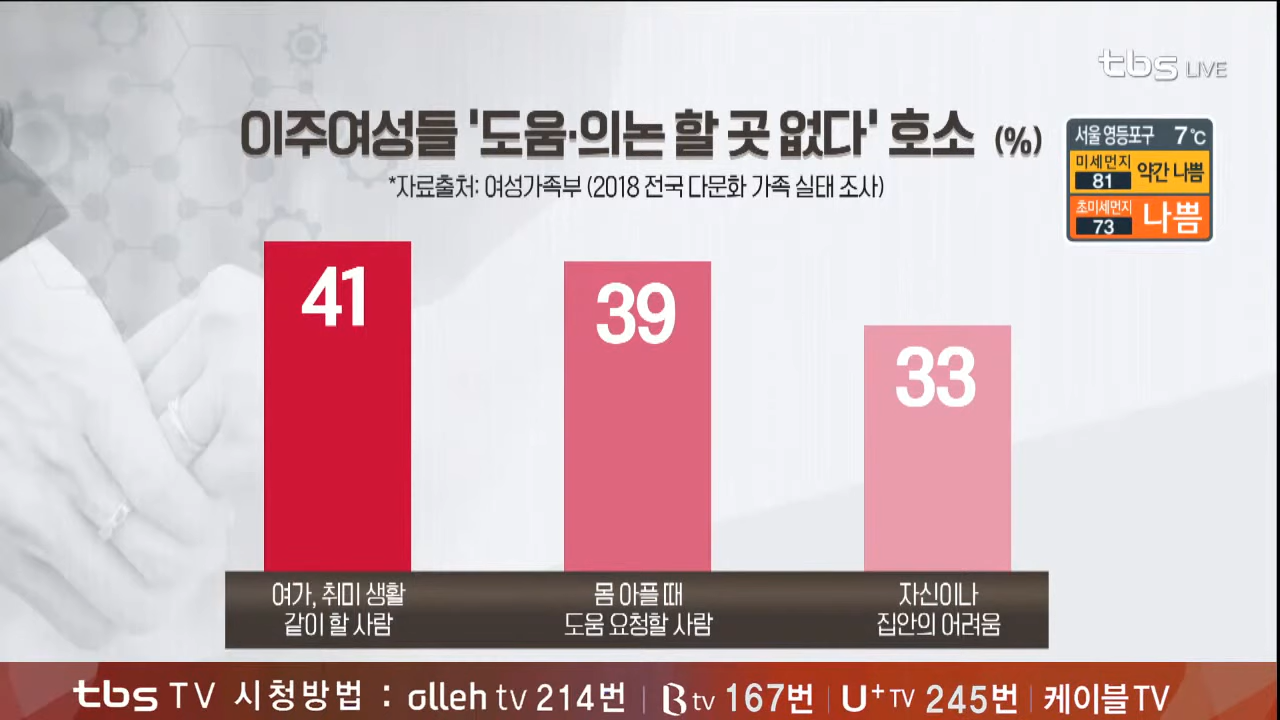 tbs LIVE
이주여성들 '도움·의논 할 곳 없다' 호소 (%)
*자료출처: 여성가족부 (2018 전국 다문화 가족 실태 조사)
서울 영등포구 7℃
미세먼지 81 약간 나쁨
초미세먼지 73 나쁨
41
39
33
여가, 취미 생활
같이 할 사람
몸 아플 때
도움 요청할 사람
자신이나
집안의 어려움
tbs TV 시청방법 : olleh tv 214번 | B tv 167번 | U+TV 245번 | 케이블TV